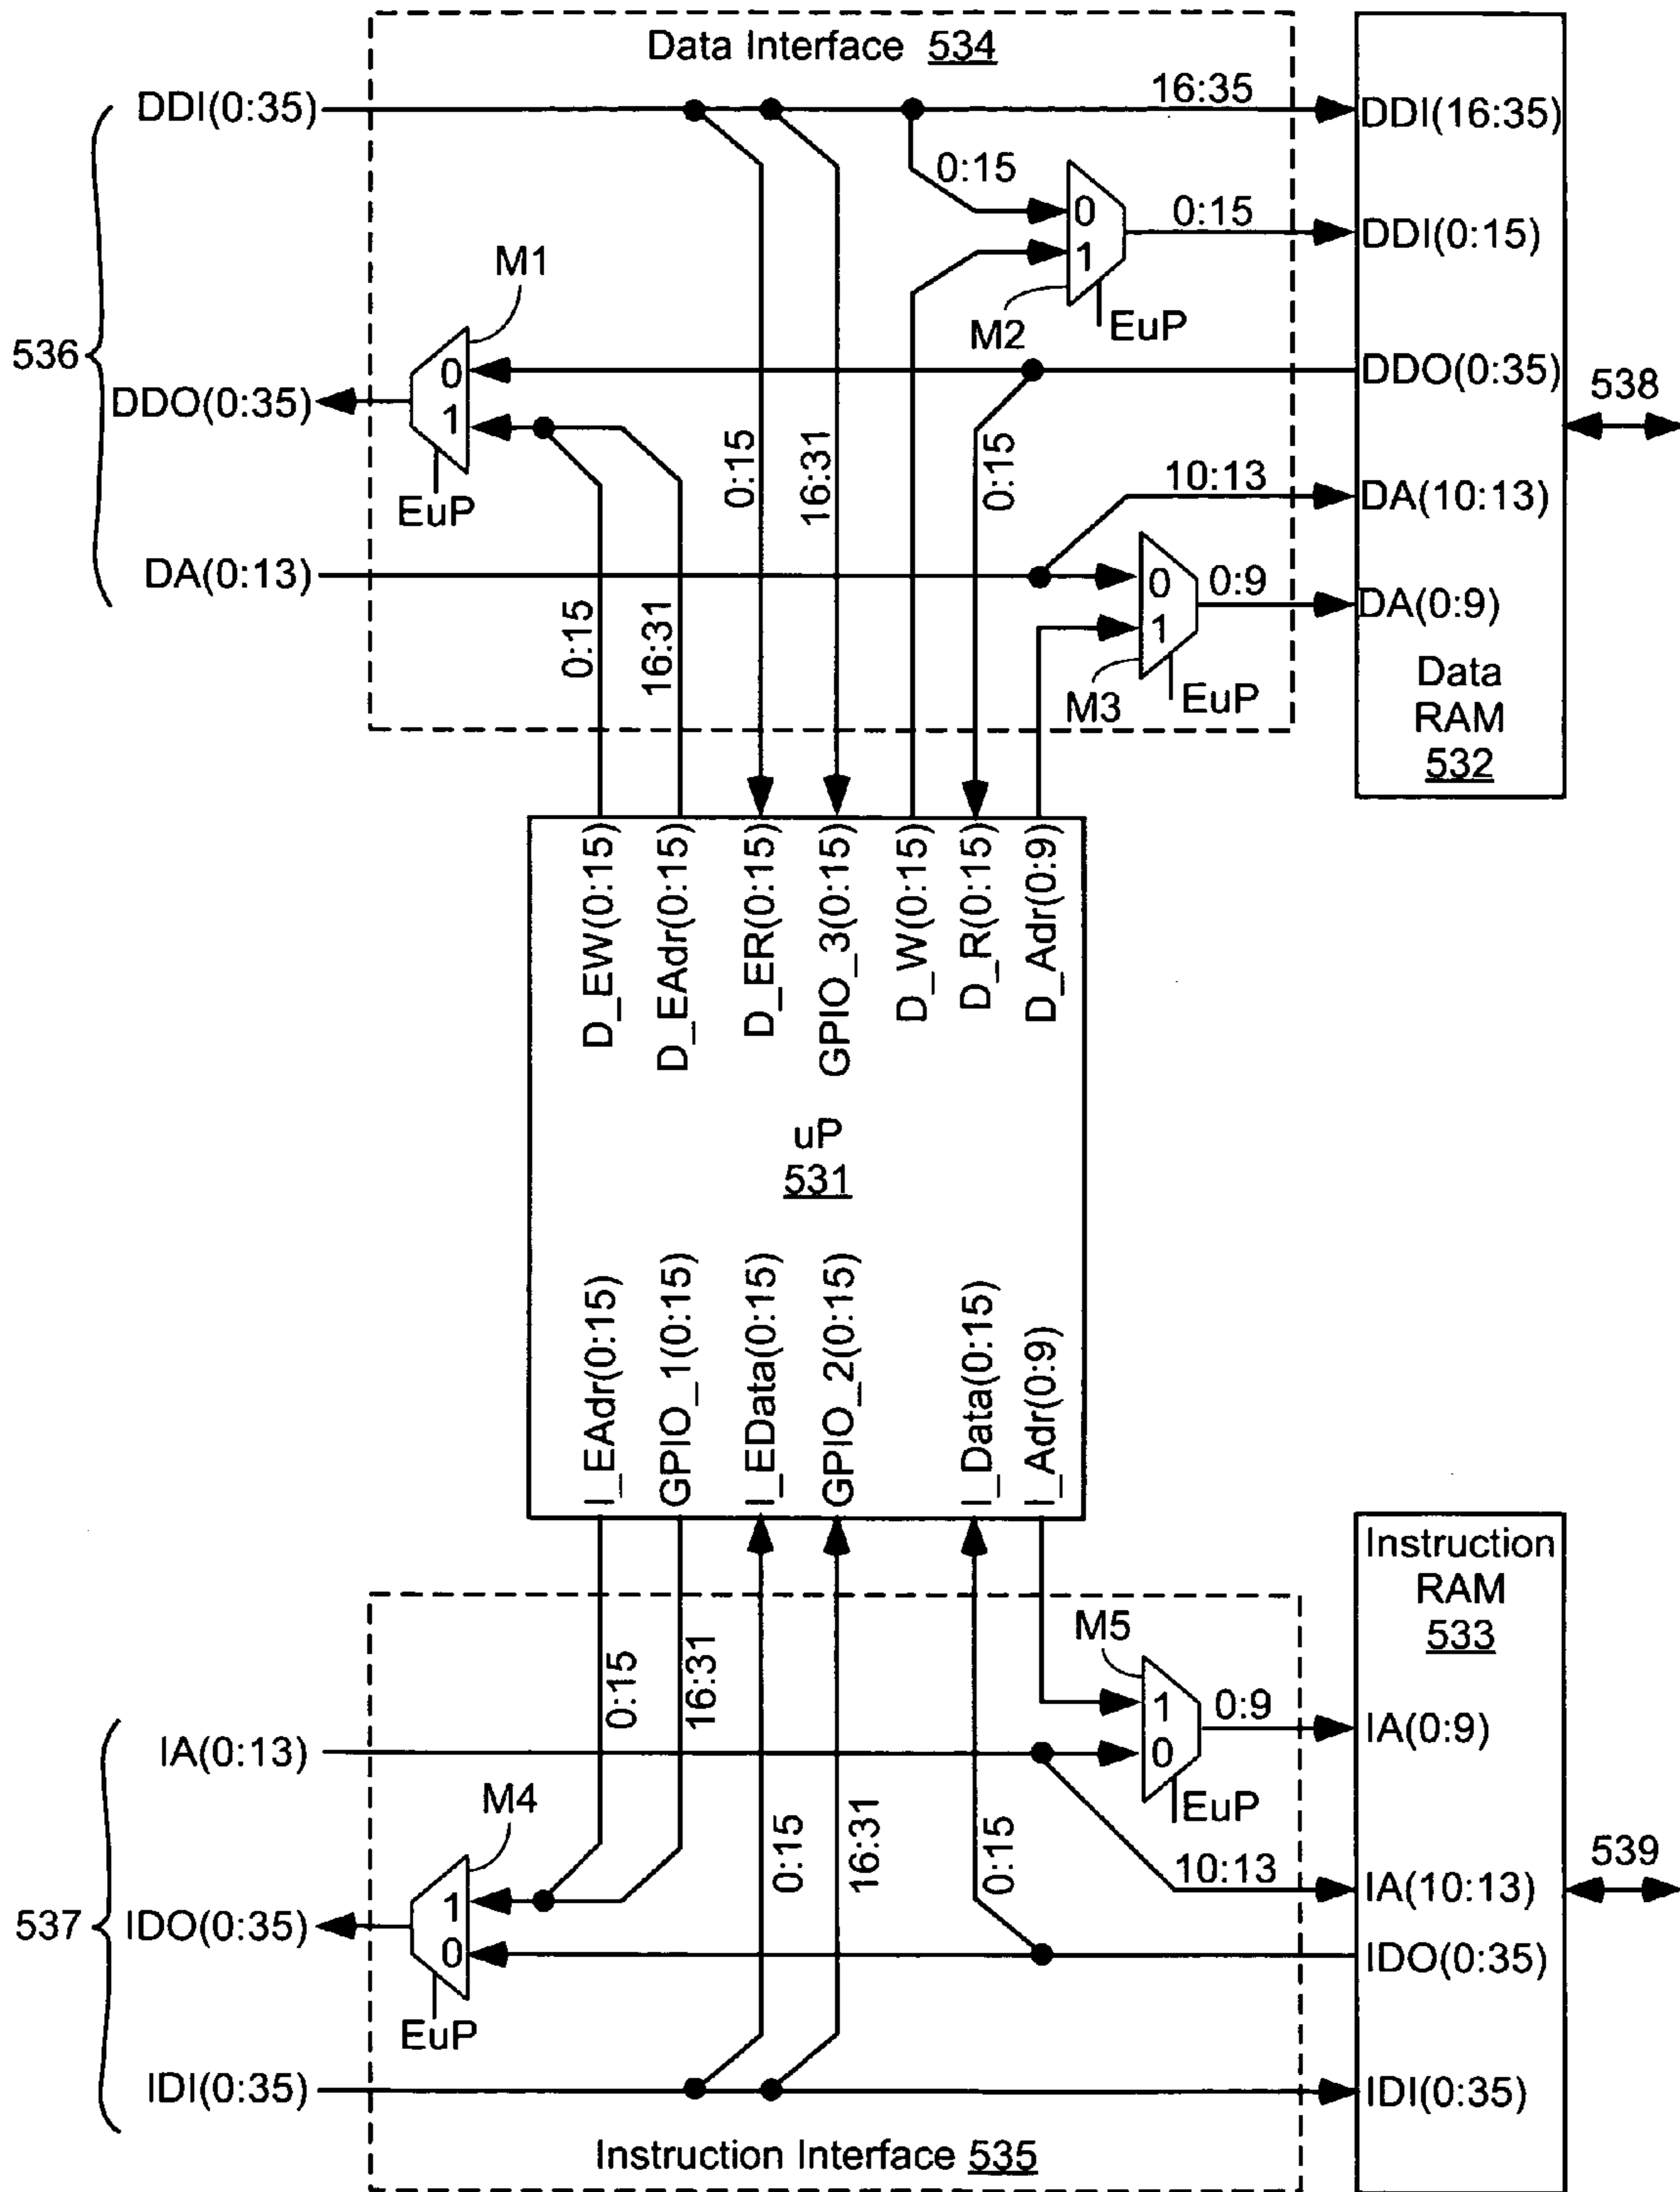 Data Interface 534
DDI(0:35)
16:35
DDI(16:35)
0:15
0
0:15
DDI(0:15)
1
M1
M2
EuP
536
0
DDO(0:35)
538
DDO(0:35)
1
0:15
16:31
0:15
10:13
DA(10:13)
EuP
DA(0:13)
0
0:9
DA(0:9)
0:15
16:31
1
M3
EuP
Data
RAM
532
D_EW(0:15)
D_EAdr(0:15)
D_ER(0:15)
GPIO_3(0:15)
D_W(0:15)
D_R(0:15)
D_Adr(0:9)
uP
531
I_EAdr(0:15)
GPIO_1(0:15)
I_EData(0:15)
GPIO_2(0:15)
I_Data(0:15)
I_Adr(0:9)
Instruction
RAM
533
M5
0:15
16:31
1
0:9
IA(0:9)
IA(0:13)
0
EuP
M4
0:15
16:31
0:15
10:13
IA(10:13)
539
537
1
IDO(0:35)
0
IDO(0:35)
EuP
IDI(0:35)
IDI(0:35)
Instruction Interface 535